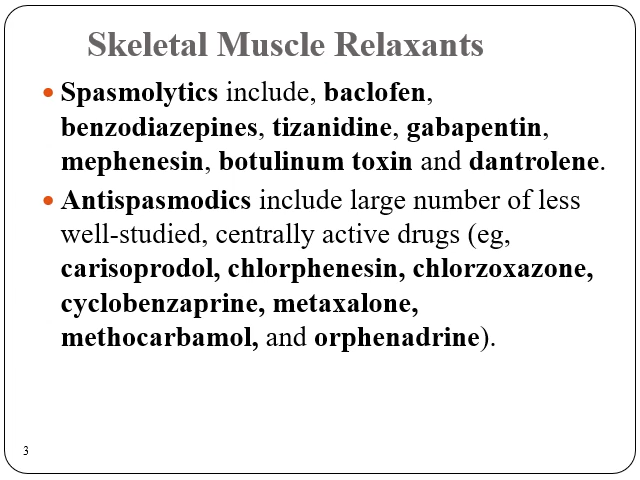 Skeletal Muscle Relaxants
• Spasmolytics include, baclofen,
benzodiazepines, tizanidine, gabapentin,
mephenesin, botulinum toxin and dantrolene.
• Antispasmodics include large number of less
well-studied, centrally active drugs (eg,
carisoprodol, chlorphenesin, chlorzoxazone,
cyclobenzaprine, metaxalone,
methocarbamol, and orphenadrine).
3